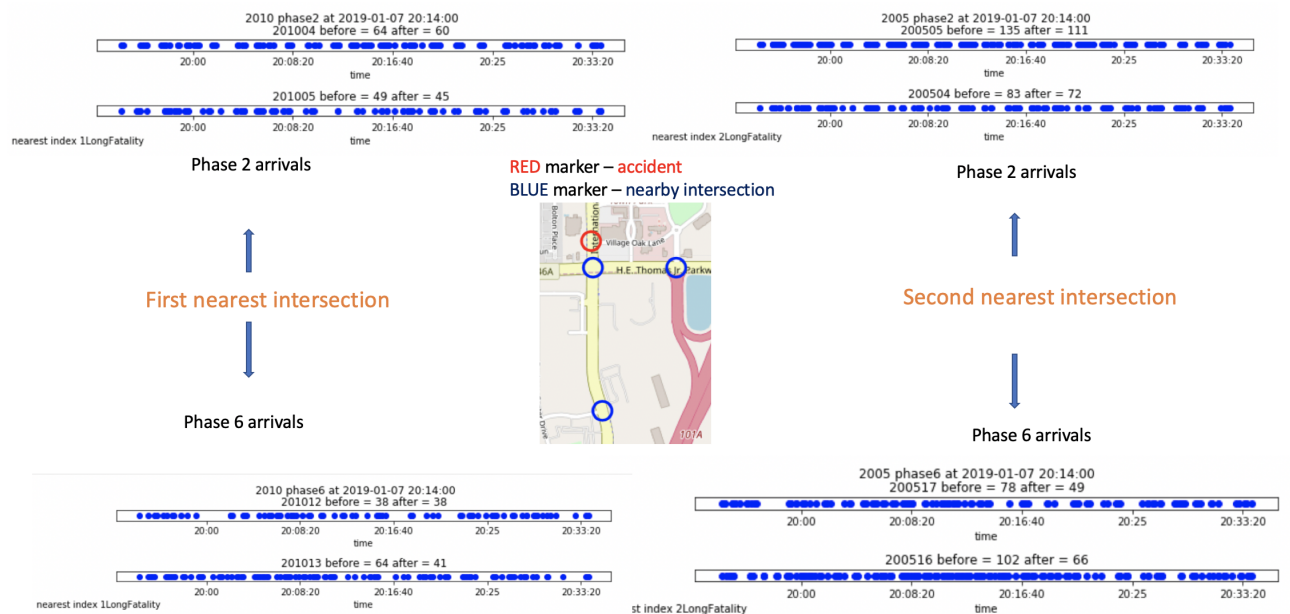 2010 phase2 at 2019-01-07 20:14:00
201004 before = 64 after = 60
20:00 20:08:20 20:16:40 20:25 20:33:20
time
201005 before = 49 after = 45
20:00 20:08:20 20:16:40 20:25 20:33:20
time
nearest index 1LongFatality
Phase 2 arrivals
2005 phase2 at 2019-01-07 20:14:00
200505 before = 135 after = 111
20:00 20:08:20 20:16:40 20:25 20:33:20
time
200504 before = 83 after = 72
20:00 20:08:20 20:16:40 20:25 20:33:20
time
nearest index 2LongFatality
Phase 2 arrivals
RED marker – accident
BLUE marker – nearby intersection
Bolton Place
Internation
Village Oak Lane
46A
H.E. Thomas Jr. Parkw
101A
Drive
First nearest intersection
Second nearest intersection
Phase 6 arrivals
2010 phase6 at 2019-01-07 20:14:00
201012 before = 38 after = 38
20:00 20:08:20 20:16:40 20:25 20:33:20
time
201013 before = 64 after = 41
20:00 20:08:20 20:16:40 20:25 20:33:20
time
nearest index 1LongFatality
Phase 6 arrivals
2005 phase6 at 2019-01-07 20:14:00
200517 before = 78 after = 49
20:00 20:08:20 20:16:40 20:25 20:33:20
time
200516 before = 102 after = 66
20:00 20:08:20 20:16:40 20:25 20:33:20
time
st index 2LongFatality